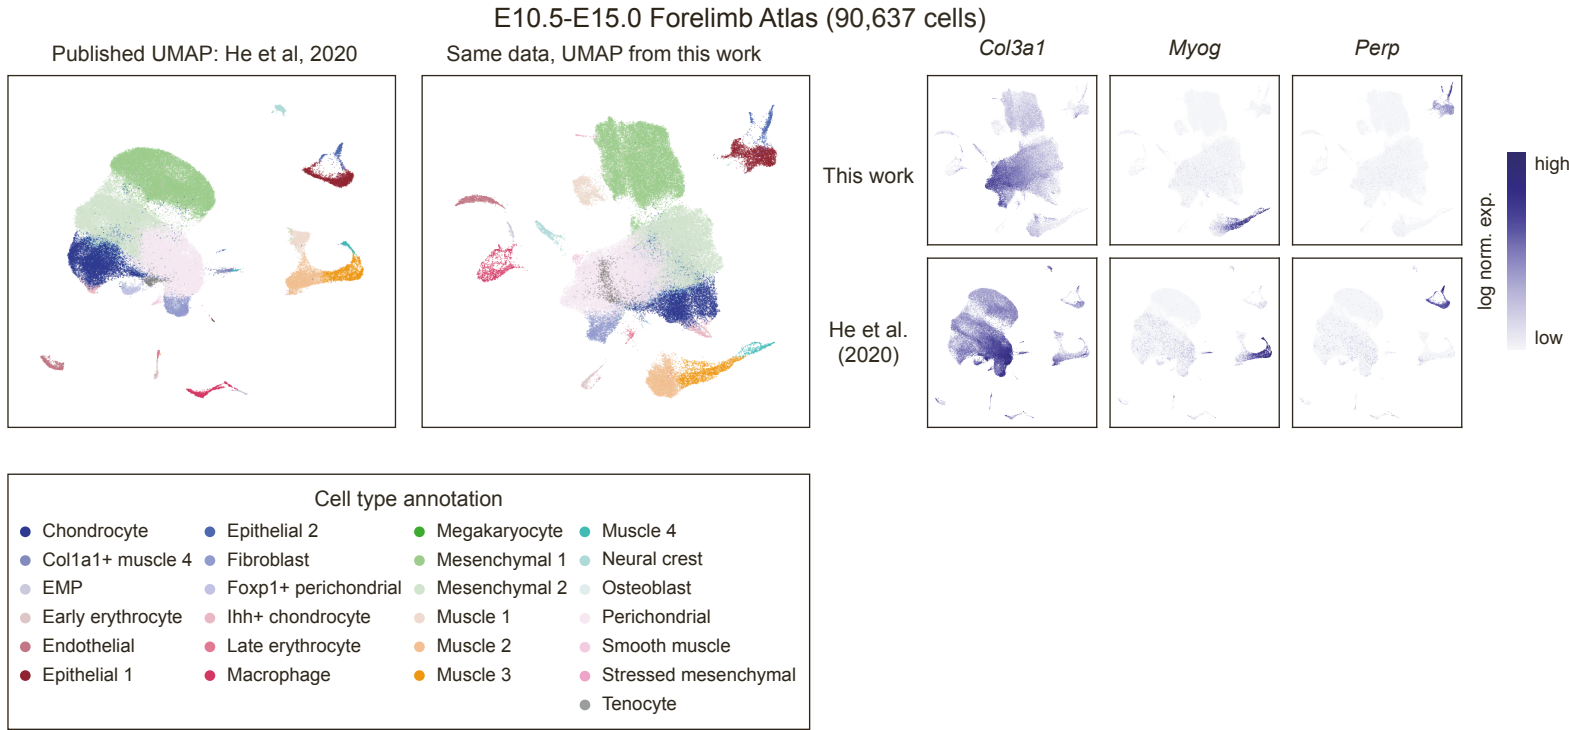 E10.5-E15.0 Forelimb Atlas (90,637 cells)
Published UMAP: He et al, 2020
Same data, UMAP from this work
Col3a1
Myog
Perp
This work
He et al.
(2020)
high
low
log norm. exp.
Cell type annotation
Chondrocyte
Col1a1+ muscle 4
EMP
Early erythrocyte
Endothelial
Epithelial 1
Epithelial 2
Fibroblast
Foxp1+ perichondrial
Ihh+ chondrocyte
Late erythrocyte
Macrophage
Megakaryocyte
Mesenchymal 1
Mesenchymal 2
Muscle 1
Muscle 2
Muscle 3
Muscle 4
Neural crest
Osteoblast
Perichondrial
Smooth muscle
Stressed mesenchymal
Tenocyte